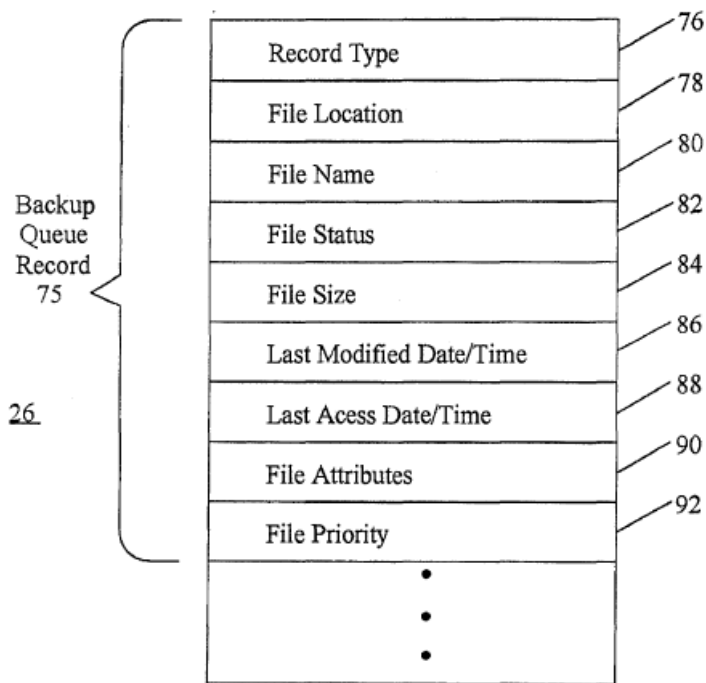 Record Type
76
File Location
78
File Name
80
File Status
82
File Size
84
Last Modified Date/Time
86
Last Acess Date/Time
88
File Attributes
90
File Priority
92
Backup
Queue
Record
75
26